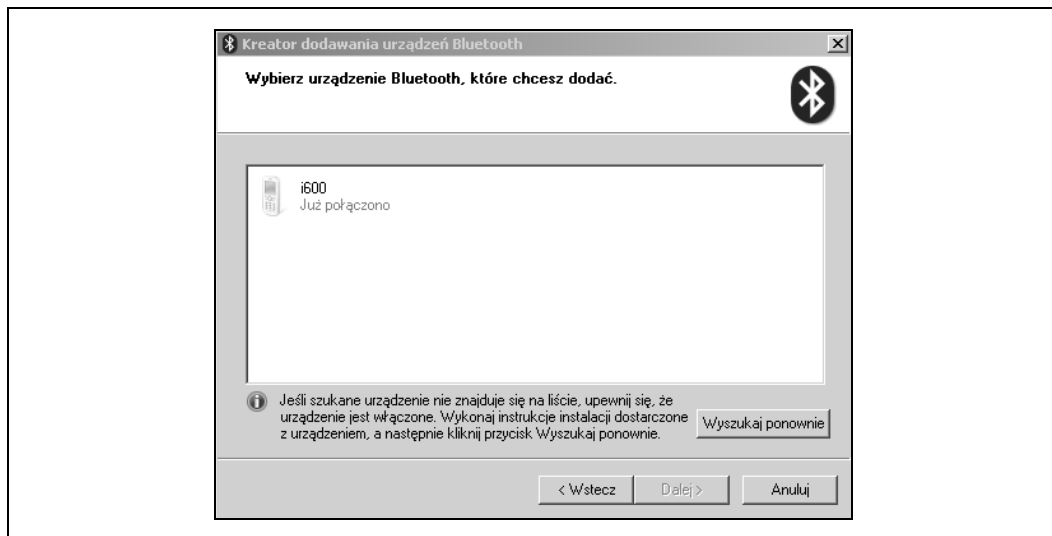 Kreator dodawania urządzeń Bluetooth
Wybierz urządzenie Bluetooth, które chcesz dodać.
i600
Już połączono
Jeśli szukane urządzenie nie znajduje się na liście, upewnij się, że
urządzenie jest włączone. Wykonaj instrukcje instalacji dostarczone
z urządzeniem, a następnie kliknij przycisk Wyszukaj ponownie.
Wyszukaj ponownie
< Wstecz
Dalej >
Anuluj